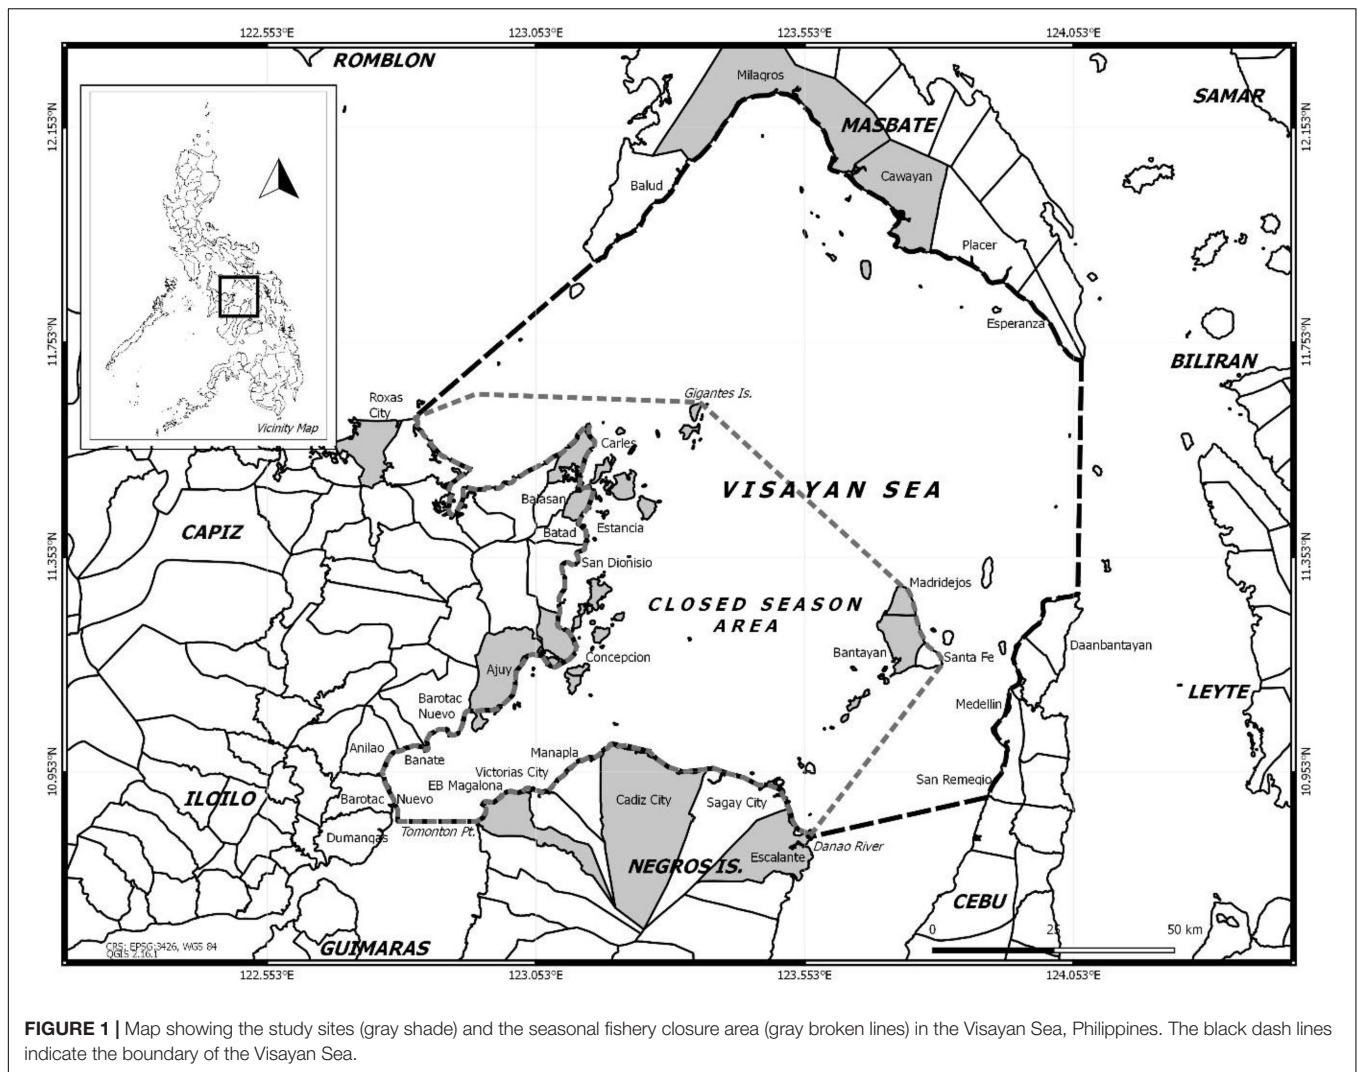 122.553°E
123.053°E
123.553°E
124.053°E
ROMBLON
Milagros
SAMAR
MASBATE
12.153°N
12.153°N
Balud
Cawayan
Placer
Esperanza
11.753°N
11.753°N
BILIRAN
Vicinity Map
Roxas
City
Gigantes Is.
Carles
VISAYAN SEA
Balasan
Estancia
Batad
CAPIZ
San Dionisio
11.353°N
11.353°N
Madridejos
CLOSED SEASON
AREA
Daanbantayan
Bantayan
Santa Fe
Concepcion
Ajuy
LEYTE
Barotac
Nuevo
Medellin
Anilao
Banate
Manapla
Victorias City
EB Magalona
San Remegio
10.953°N
10.953°N
ILOILO
Barotac Nuevo
Cadiz City
Sagay City
Tomonton Pt.
Dumangas
Danao River
Escalante
NEGROS IS.
CEBU
0 25 50 km
GUIMARAS
CRS: EPSG:3426, WGS 84
QGIS 2.16.1
122.553°E
123.053°E
123.553°E
124.053°E
FIGURE 1 | Map showing the study sites (gray shade) and the seasonal fishery closure area (gray broken lines) in the Visayan Sea, Philippines. The black dash lines
indicate the boundary of the Visayan Sea.